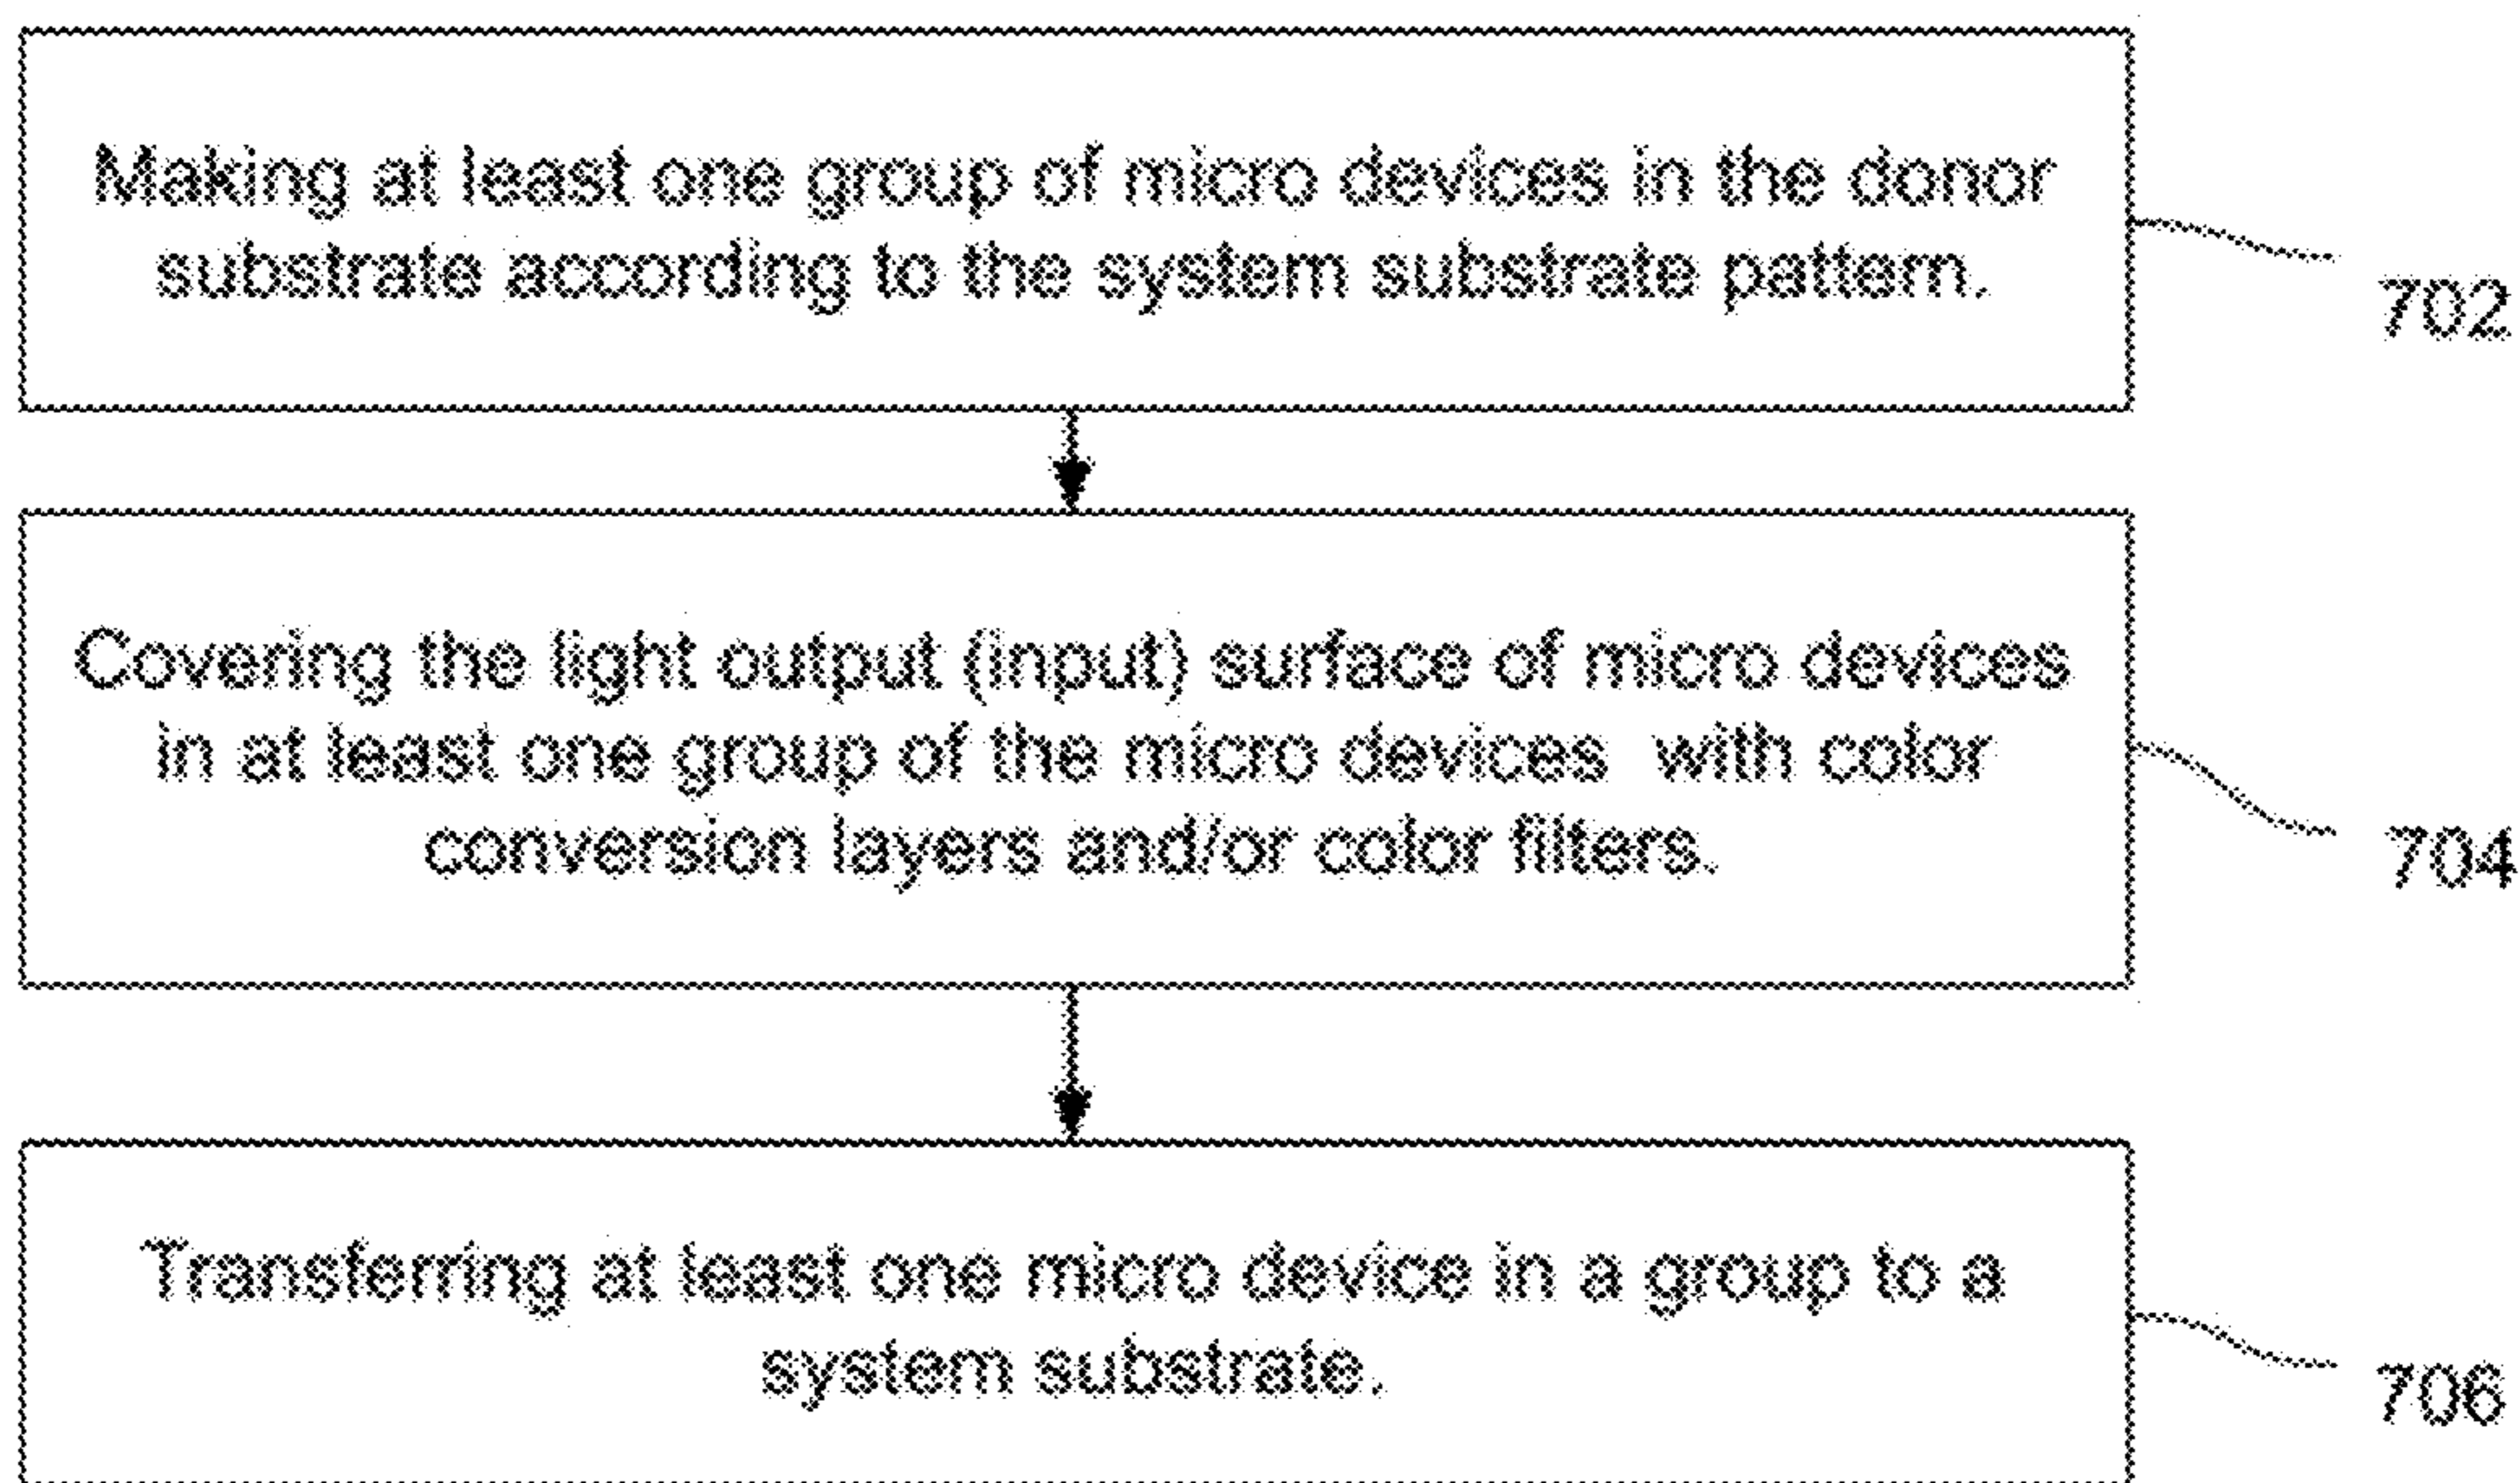 Making at least one group of micro devices in the donor
substrate according to the system substrate pattern.
702
Covering the light output (input) surface of micro devices
in at least one group of the micro devices with color
conversion layers and/or color filters.
704
Transferring at least one micro device in a group to a
system substrate.
706